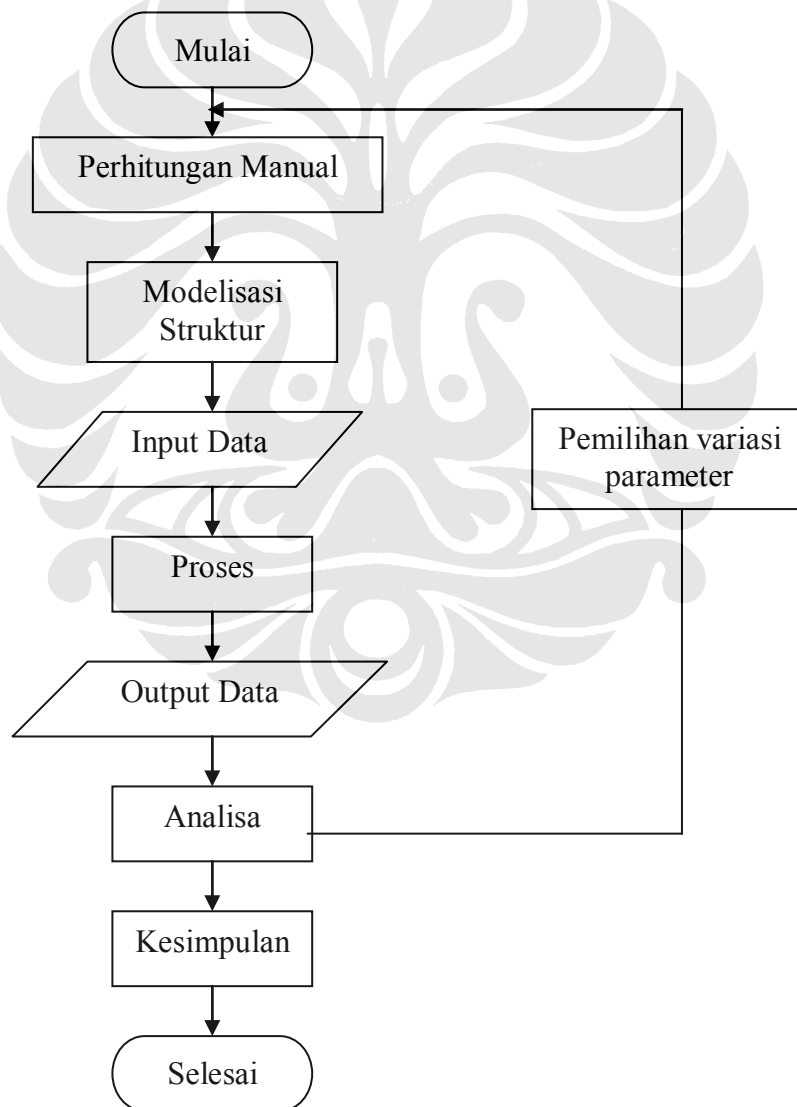 Mulai
Perhitungan Manual
Modelisasi
Struktur
Input Data
Pemilihan variasi
parameter
Proses
Output Data
Analisa
Kesimpulan
Selesai